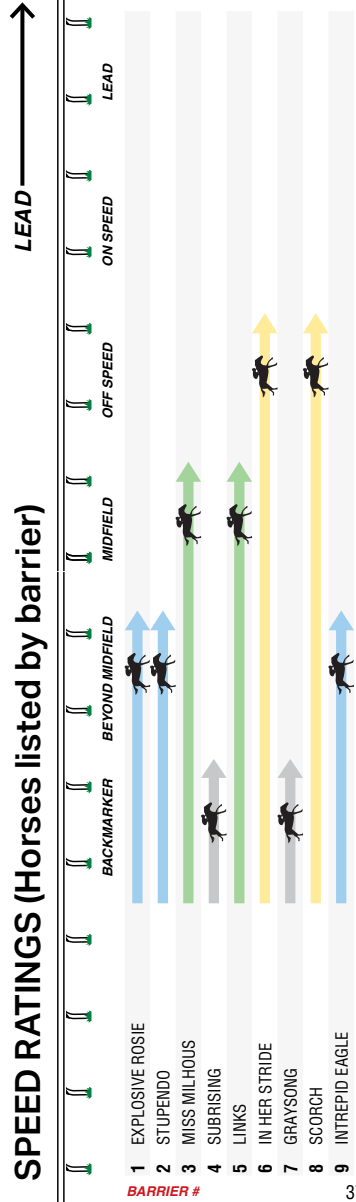 SPEED RATINGS (Horses listed by barrier)
LEAD
BACKMARKER BEYOND MIDFIELD MIDFIELD OFF SPEED ON SPEED LEAD
BARRIER #
1 EXPLOSIVE ROSIE
2 STUPENDO
3 MISS MILHOUS
4 SUBRISING
5 LINKS
6 IN HER STRIDE
7 GRAYSONG
8 SCORCH
9 INTREPID EAGLE
3